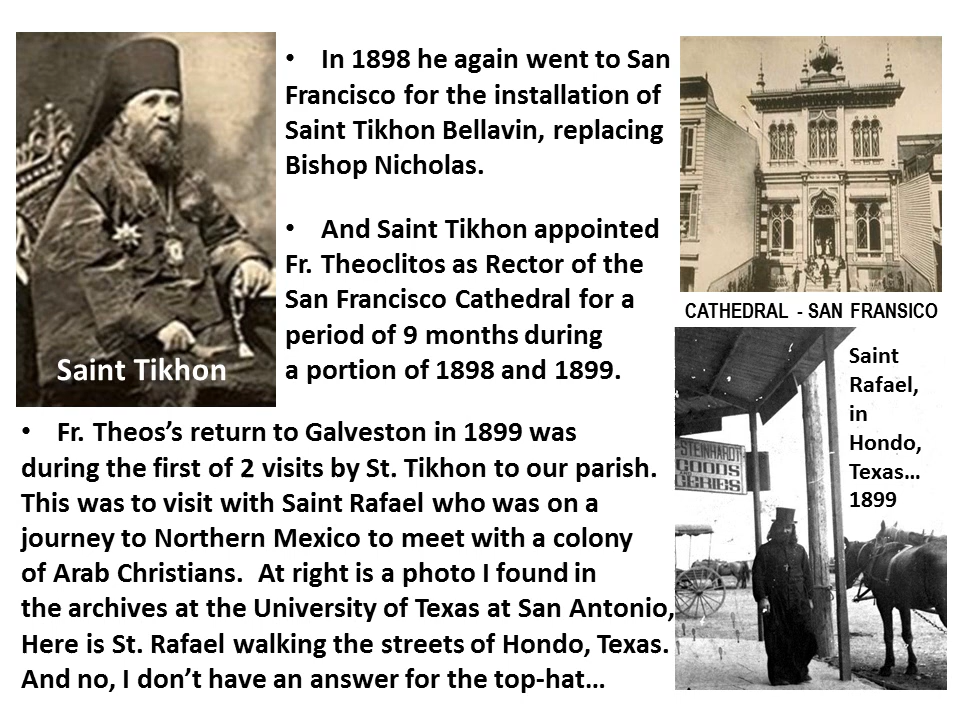 • In 1898 he again went to San
Francisco for the installation of
Saint Tikhon Bellavin, replacing
Bishop Nicholas.
• And Saint Tikhon appointed
Fr. Theoclitos as Rector of the
San Francisco Cathedral for a
period of 9 months during
a portion of 1898 and 1899.
Saint Tikhon
CATHEDRAL - SAN FRANSICO
• Fr. Theos’s return to Galveston in 1899 was
during the first of 2 visits by St. Tikhon to our parish.
This was to visit with Saint Rafael who was on a
journey to Northern Mexico to meet with a colony
of Arab Christians.  At right is a photo I found in
the archives at the University of Texas at San Antonio,
Here is St. Rafael walking the streets of Hondo, Texas.
And no, I don’t have an answer for the top-hat…
Saint
Rafael,
in
Hondo,
Texas…
1899
STEINHARDT
GOODS
CERIES